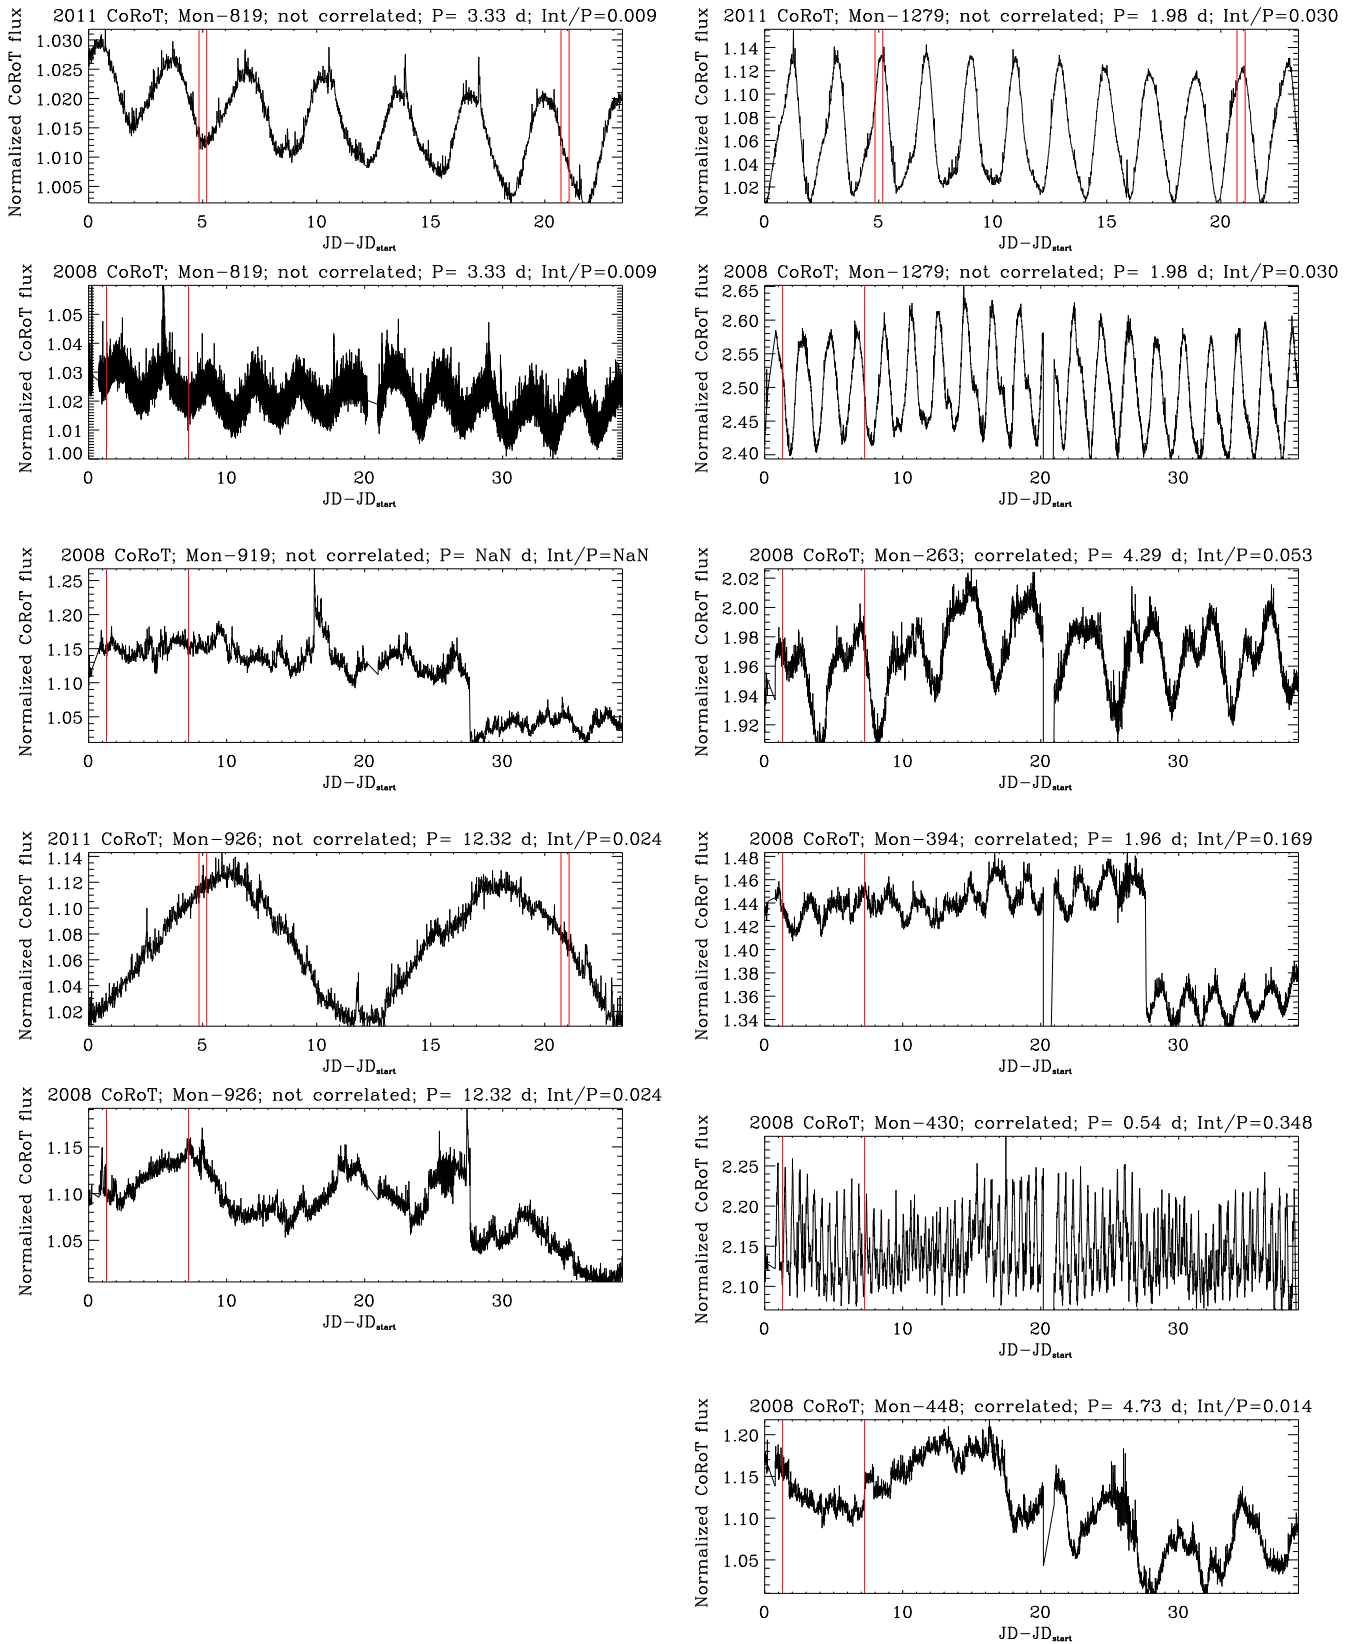 2011 CoRoT; Mon-819; not correlated; P= 3.33 d; Int/P=0.009
Normalized CoRoT flux
1.030
1.025
1.020
1.015
1.010
1.005
0 5 10 15 20
JD-JDstart
2008 CoRoT; Mon-819; not correlated; P= 3.33 d; Int/P=0.009
Normalized CoRoT flux
1.05
1.04
1.03
1.02
1.01
1.00
0 10 20 30
JD-JDstart
2008 CoRoT; Mon-919; not correlated; P= NaN d; Int/P=NaN
Normalized CoRoT flux
1.25
1.20
1.15
1.10
1.05
0 10 20 30
JD-JDstart
2011 CoRoT; Mon-926; not correlated; P= 12.32 d; Int/P=0.024
Normalized CoRoT flux
1.14
1.12
1.10
1.08
1.06
1.04
1.02
0 5 10 15 20
JD-JDstart
2008 CoRoT; Mon-926; not correlated; P= 12.32 d; Int/P=0.024
Normalized CoRoT flux
1.15
1.10
1.05
0 10 20 30
JD-JDstart
2011 CoRoT; Mon-1279; not correlated; P= 1.98 d; Int/P=0.030
Normalized CoRoT flux
1.14
1.12
1.10
1.08
1.06
1.04
1.02
0 5 10 15 20
JD-JDstart
2008 CoRoT; Mon-1279; not correlated; P= 1.98 d; Int/P=0.030
Normalized CoRoT flux
2.65
2.60
2.55
2.50
2.45
2.40
0 10 20 30
JD-JDstart
2008 CoRoT; Mon-263; correlated; P= 4.29 d; Int/P=0.053
Normalized CoRoT flux
2.02
2.00
1.98
1.96
1.94
1.92
0 10 20 30
JD-JDstart
2008 CoRoT; Mon-394; correlated; P= 1.96 d; Int/P=0.169
Normalized CoRoT flux
1.48
1.46
1.44
1.42
1.40
1.38
1.36
1.34
0 10 20 30
JD-JDstart
2008 CoRoT; Mon-430; correlated; P= 0.54 d; Int/P=0.348
Normalized CoRoT flux
2.25
2.20
2.15
2.10
0 10 20 30
JD-JDstart
2008 CoRoT; Mon-448; correlated; P= 4.73 d; Int/P=0.014
Normalized CoRoT flux
1.20
1.15
1.10
1.05
0 10 20 30
JD-JDstart